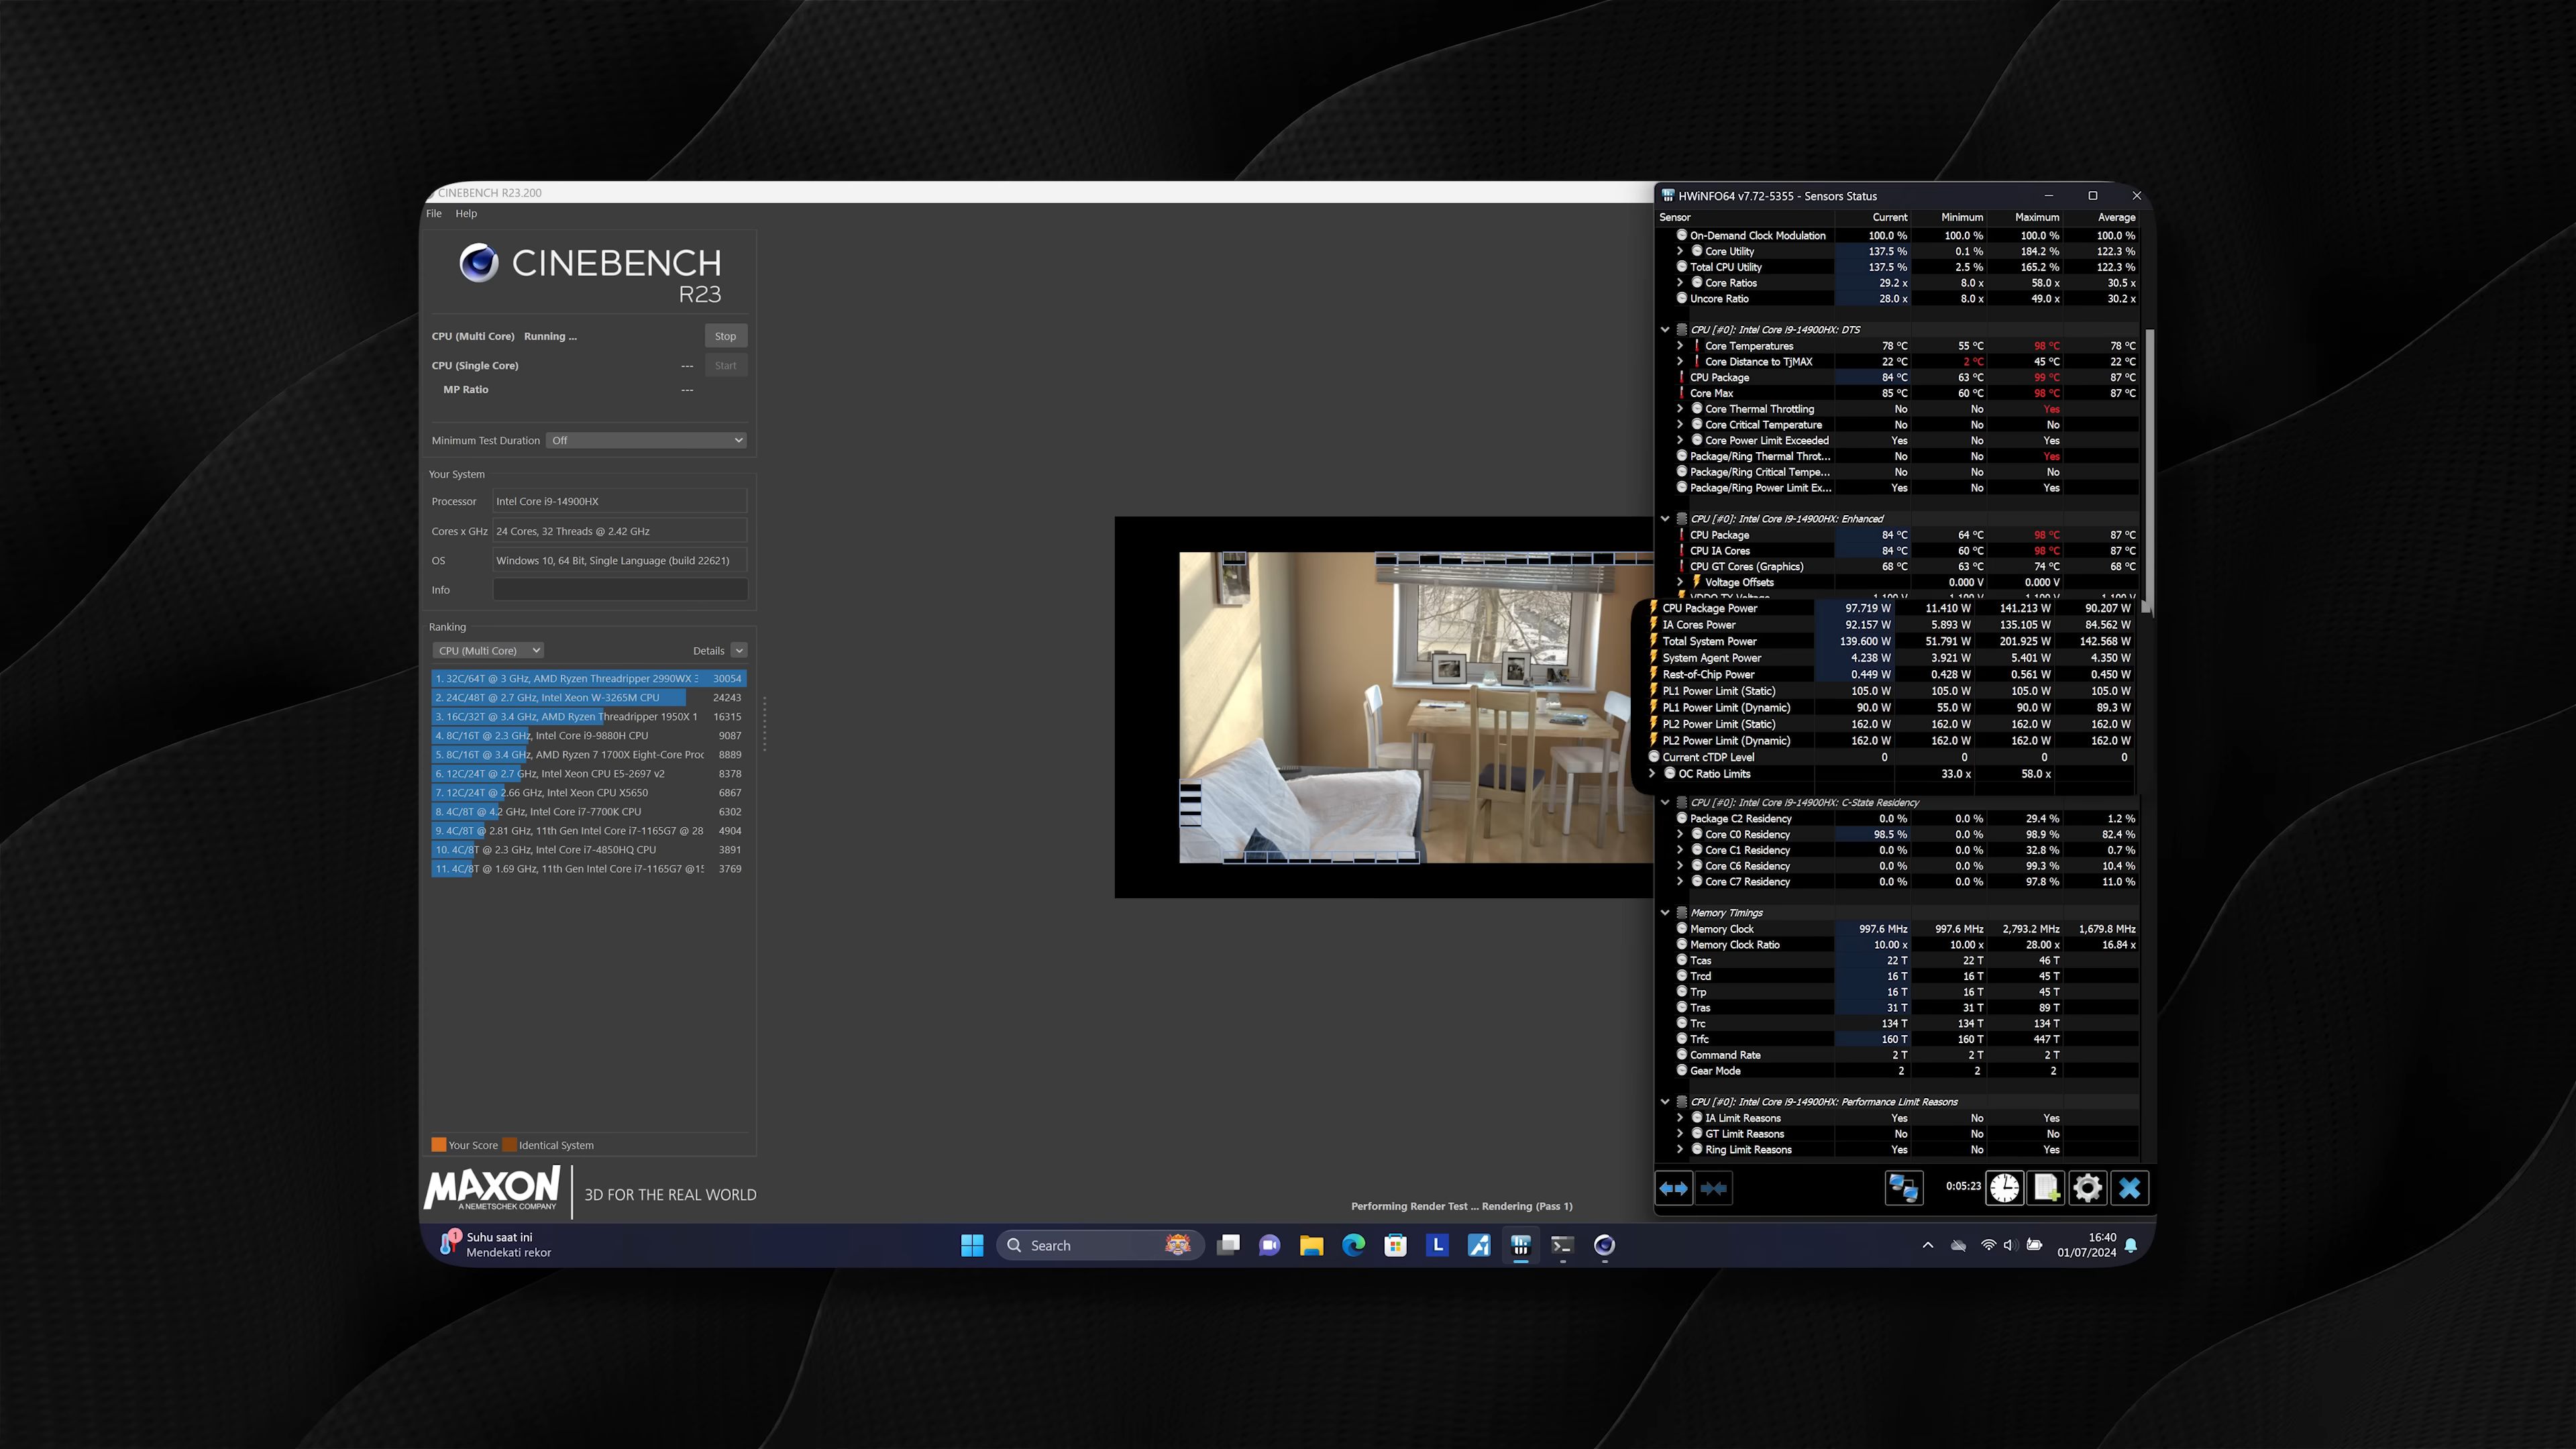 CINEBENCH R23.200
File Help
CINEBENCH
R23
CPU (Multi Core) Running ... Stop
CPU (Single Core) --- Start
MP Ratio ---
Minimum Test Duration Off
Your System
Processor Intel Core i9-14900HX
Cores x GHz 24 Cores, 32 Threads @ 2.42 GHz
OS Windows 10, 64 Bit, Single Language (build 22621)
Info
Ranking
CPU (Multi Core) Details
1. 32C/64T @ 3 GHz, AMD Ryzen Threadripper 2990WX 30054
2. 24C/48T @ 2.7 GHz, Intel Xeon W-3265M CPU 24243
3. 16C/32T @ 3.4 GHz, AMD Ryzen Threadripper 1950X 1 16315
4. 8C/16T @ 2.3 GHz, Intel Core i9-9880H CPU 9087
5. 8C/16T @ 3.4 GHz, AMD Ryzen 7 1700X Eight-Core Proc 8889
6. 12C/24T @ 2.7 GHz, Intel Xeon CPU E5-2697 v2 8378
7. 12C/24T @ 2.66 GHz, Intel Xeon CPU X5650 6867
8. 4C/8T @ 4.2 GHz, Intel Core i7-7700K CPU 6302
9. 4C/8T @ 2.81 GHz, 11th Gen Intel Core i7-1165G7 @ 28 4904
10. 4C/8T @ 2.3 GHz, Intel Core i7-4850HQ CPU 3891
11. 4C/8T @ 1.69 GHz, 11th Gen Intel Core i7-1165G7 @15 3769
Your Score Identical System
MAXON
A NEMETSCHEK COMPANY
3D FOR THE REAL WORLD
Performing Render Test ... Rendering (Pass 1)
HWiNFO64 v7.72-5355 - Sensors Status
Sensor Current Minimum Maximum Average
On-Demand Clock Modulation 100.0 % 100.0 % 100.0 % 100.0 %
Core Utility 137.5 % 0.1 % 184.2 % 122.3 %
Total CPU Utility 137.5 % 2.5 % 165.2 % 122.3 %
Core Ratios 29.2 x 8.0 x 58.0 x 30.5 x
Uncore Ratio 28.0 x 8.0 x 49.0 x 30.2 x
CPU [#0]: Intel Core i9-14900HX: DTS
Core Temperatures 78 °C 55 °C 98 °C 78 °C
Core Distance to TjMAX 22 °C 2 °C 45 °C 22 °C
CPU Package 84 °C 63 °C 99 °C 87 °C
Core Max 85 °C 60 °C 98 °C 87 °C
Core Thermal Throttling No No Yes
Core Critical Temperature No No No
Core Power Limit Exceeded Yes No Yes
Package/Ring Thermal Throt... No No Yes
Package/Ring Critical Tempe... No No No
Package/Ring Power Limit Ex... Yes No Yes
CPU [#0]: Intel Core i9-14900HX: Enhanced
CPU Package 84 °C 64 °C 98 °C 87 °C
CPU IA Cores 84 °C 60 °C 98 °C 87 °C
CPU GT Cores (Graphics) 68 °C 63 °C 74 °C 68 °C
Voltage Offsets 0.000 V 0.000 V
CPU Package Power 97.719 W 11.410 W 141.213 W 90.207 W
IA Cores Power 92.157 W 5.893 W 135.105 W 84.562 W
Total System Power 139.600 W 51.791 W 201.925 W 142.568 W
System Agent Power 4.238 W 3.921 W 5.401 W 4.350 W
Rest-of-Chip Power 0.449 W 0.428 W 0.561 W 0.450 W
PL1 Power Limit (Static) 105.0 W 105.0 W 105.0 W 105.0 W
PL1 Power Limit (Dynamic) 90.0 W 55.0 W 90.0 W 89.3 W
PL2 Power Limit (Static) 162.0 W 162.0 W 162.0 W 162.0 W
PL2 Power Limit (Dynamic) 162.0 W 162.0 W 162.0 W 162.0 W
Current cTDP Level 0 0 0 0
OC Ratio Limits 33.0 x 58.0 x
CPU [#0]: Intel Core i9-14900HX: C-State Residency
Package C2 Residency 0.0 % 0.0 % 29.4 % 1.2 %
Core C0 Residency 98.5 % 0.0 % 98.9 % 82.4 %
Core C1 Residency 0.0 % 0.0 % 32.8 % 0.7 %
Core C6 Residency 0.0 % 0.0 % 99.3 % 10.4 %
Core C7 Residency 0.0 % 0.0 % 97.8 % 11.0 %
Memory Timings
Memory Clock 997.6 MHz 997.6 MHz 2,793.2 MHz 1,679.8 MHz
Memory Clock Ratio 10.00 x 10.00 x 28.00 x 16.84 x
Tcas 22 T 22 T 46 T
Trcd 16 T 16 T 45 T
Trp 16 T 16 T 45 T
Tras 31 T 31 T 89 T
Trc 134 T 134 T 134 T
Trfc 160 T 160 T 447 T
Command Rate 2 T 2 T 2 T
Gear Mode 2 2 2
CPU [#0]: Intel Core i9-14900HX: Performance Limit Reasons
IA Limit Reasons Yes No Yes
GT Limit Reasons No No No
Ring Limit Reasons Yes No Yes
0:05:23
1 Suhu saat ini
Mendekati rekor
Search
L
16:40
01/07/2024